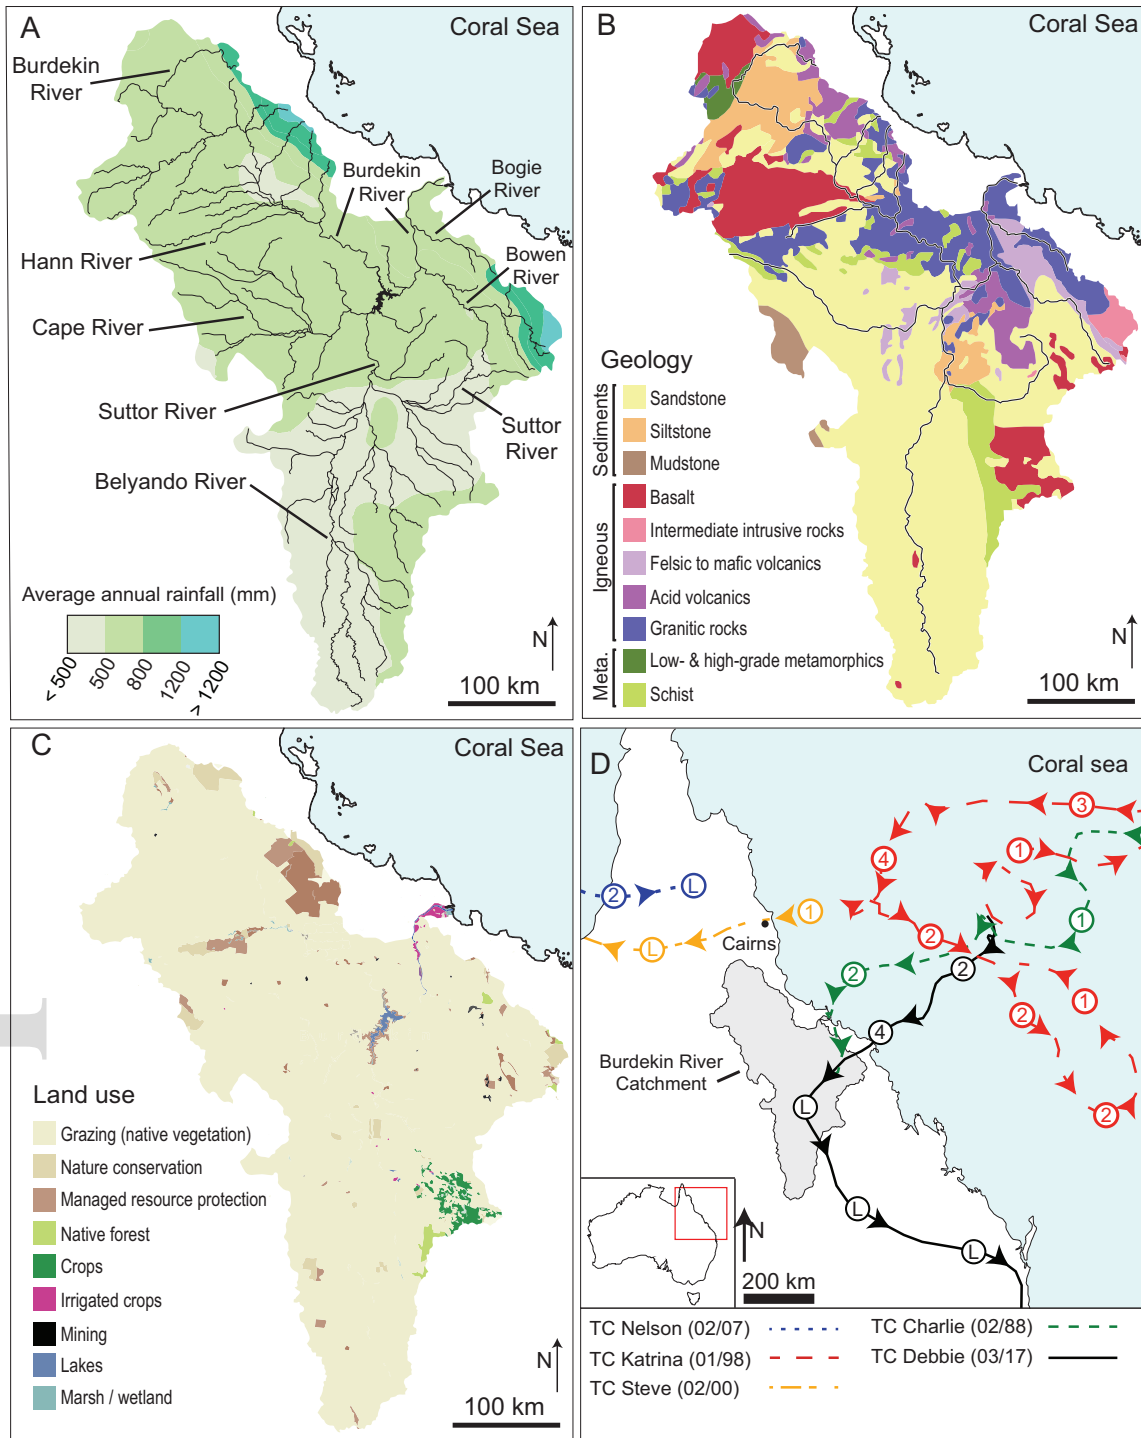 A
Coral Sea
Burdekin
River
Burdekin
River
Bogie
River
Hann River
Bowen
River
Cape River
Suttor River
Suttor
River
Belyando River
Average annual rainfall (mm)
< 500
500
800
1200
> 1200
N
100 km
B
Coral Sea
Geology
Sediments
Sandstone
Siltstone
Mudstone
Igneous
Basalt
Intermediate intrusive rocks
Felsic to mafic volcanics
Acid volcanics
Granitic rocks
Meta.
Low- & high-grade metamorphics
Schist
N
100 km
C
Coral Sea
Land use
Grazing (native vegetation)
Nature conservation
Managed resource protection
Native forest
Crops
Irrigated crops
Mining
Lakes
Marsh / wetland
N
100 km
D
Coral sea
3
4
1
1
2
L
1
L
Cairns
2
2
2
1
2
4
2
Burdekin River
Catchment
L
L
L
N
200 km
TC Nelson (02/07)
TC Katrina (01/98)
TC Steve (02/00)
TC Charlie (02/88)
TC Debbie (03/17)